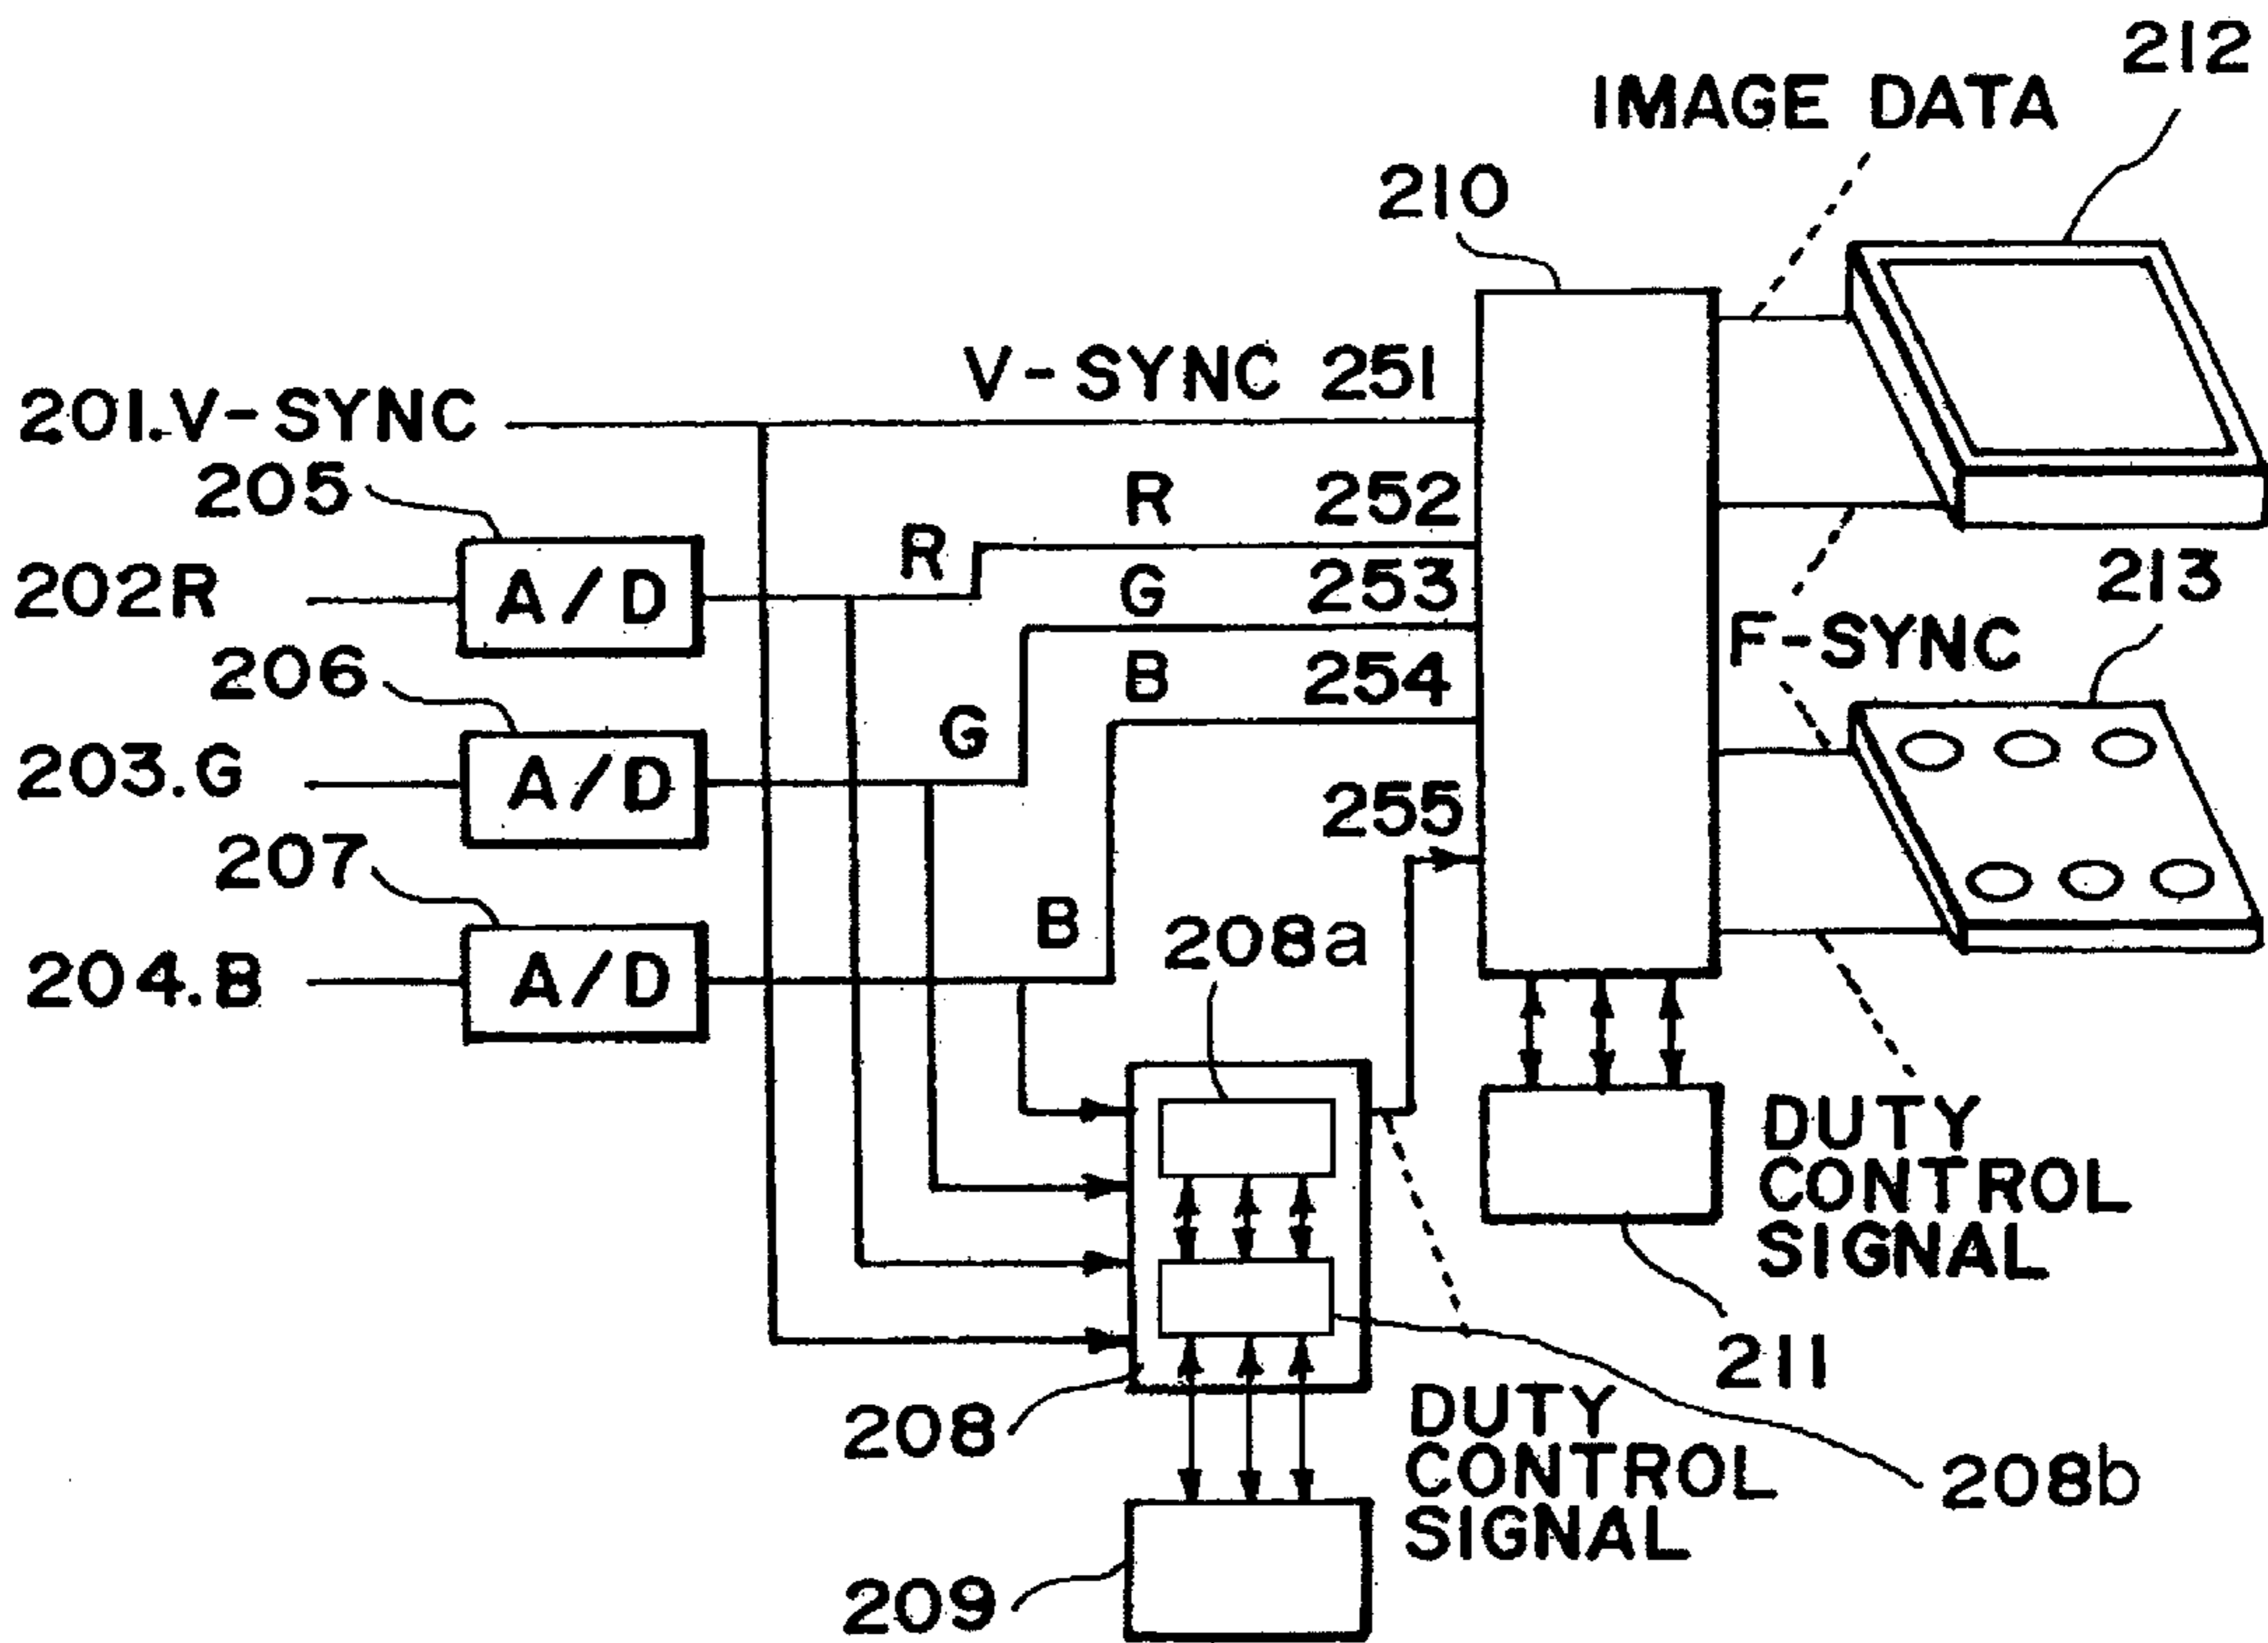 212
IMAGE DATA
210
V-SYNC 251
201.V-SYNC
205
R 252
R
202R
A/D
G 253
213
F-SYNC
206
B 254
G
203.G
A/D
255
207
B
208a
204.B
A/D
DUTY
CONTROL
SIGNAL
211
208
DUTY
CONTROL
SIGNAL
208b
209